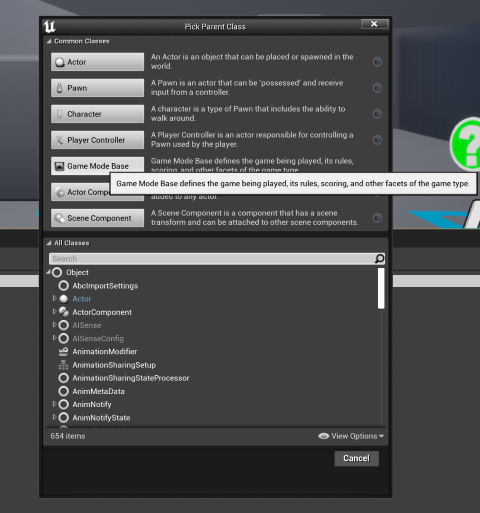 Pick Parent Class
Common Classes
Actor
An Actor is an object that can be placed or spawned in the
world.
Pawn
A Pawn is an actor that can be 'possessed' and receive
input from a controller.
Character
A character is a type of Pawn that includes the ability to
walk around.
Player Controller
A Player Controller is an actor responsible for controlling a
Pawn used by the player.
Game Mode Base
Game Mode Base defines the game being played, its rules,
scoring, and other facets of the game type.
Game Mode Base defines the game being played, its rules, scoring, and other facets of the game type.
Actor Comp
added to any actor.
Scene Component
A Scene Component is a component that has a scene
transform and can be attached to other scene components.
All Classes
Search
Object
AbcImportSettings
Actor
ActorComponent
AISense
AISenseConfig
AnimationModifier
AnimationSharingSetup
AnimationSharingStateProcessor
AnimMetaData
AnimNotify
AnimNotifyState
654 items
View Options
Cancel